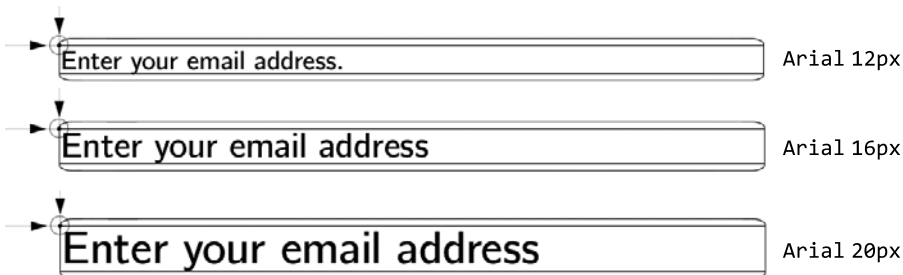 Enter your email address. Arial 12px
Enter your email address Arial 16px
Enter your email address Arial 20px